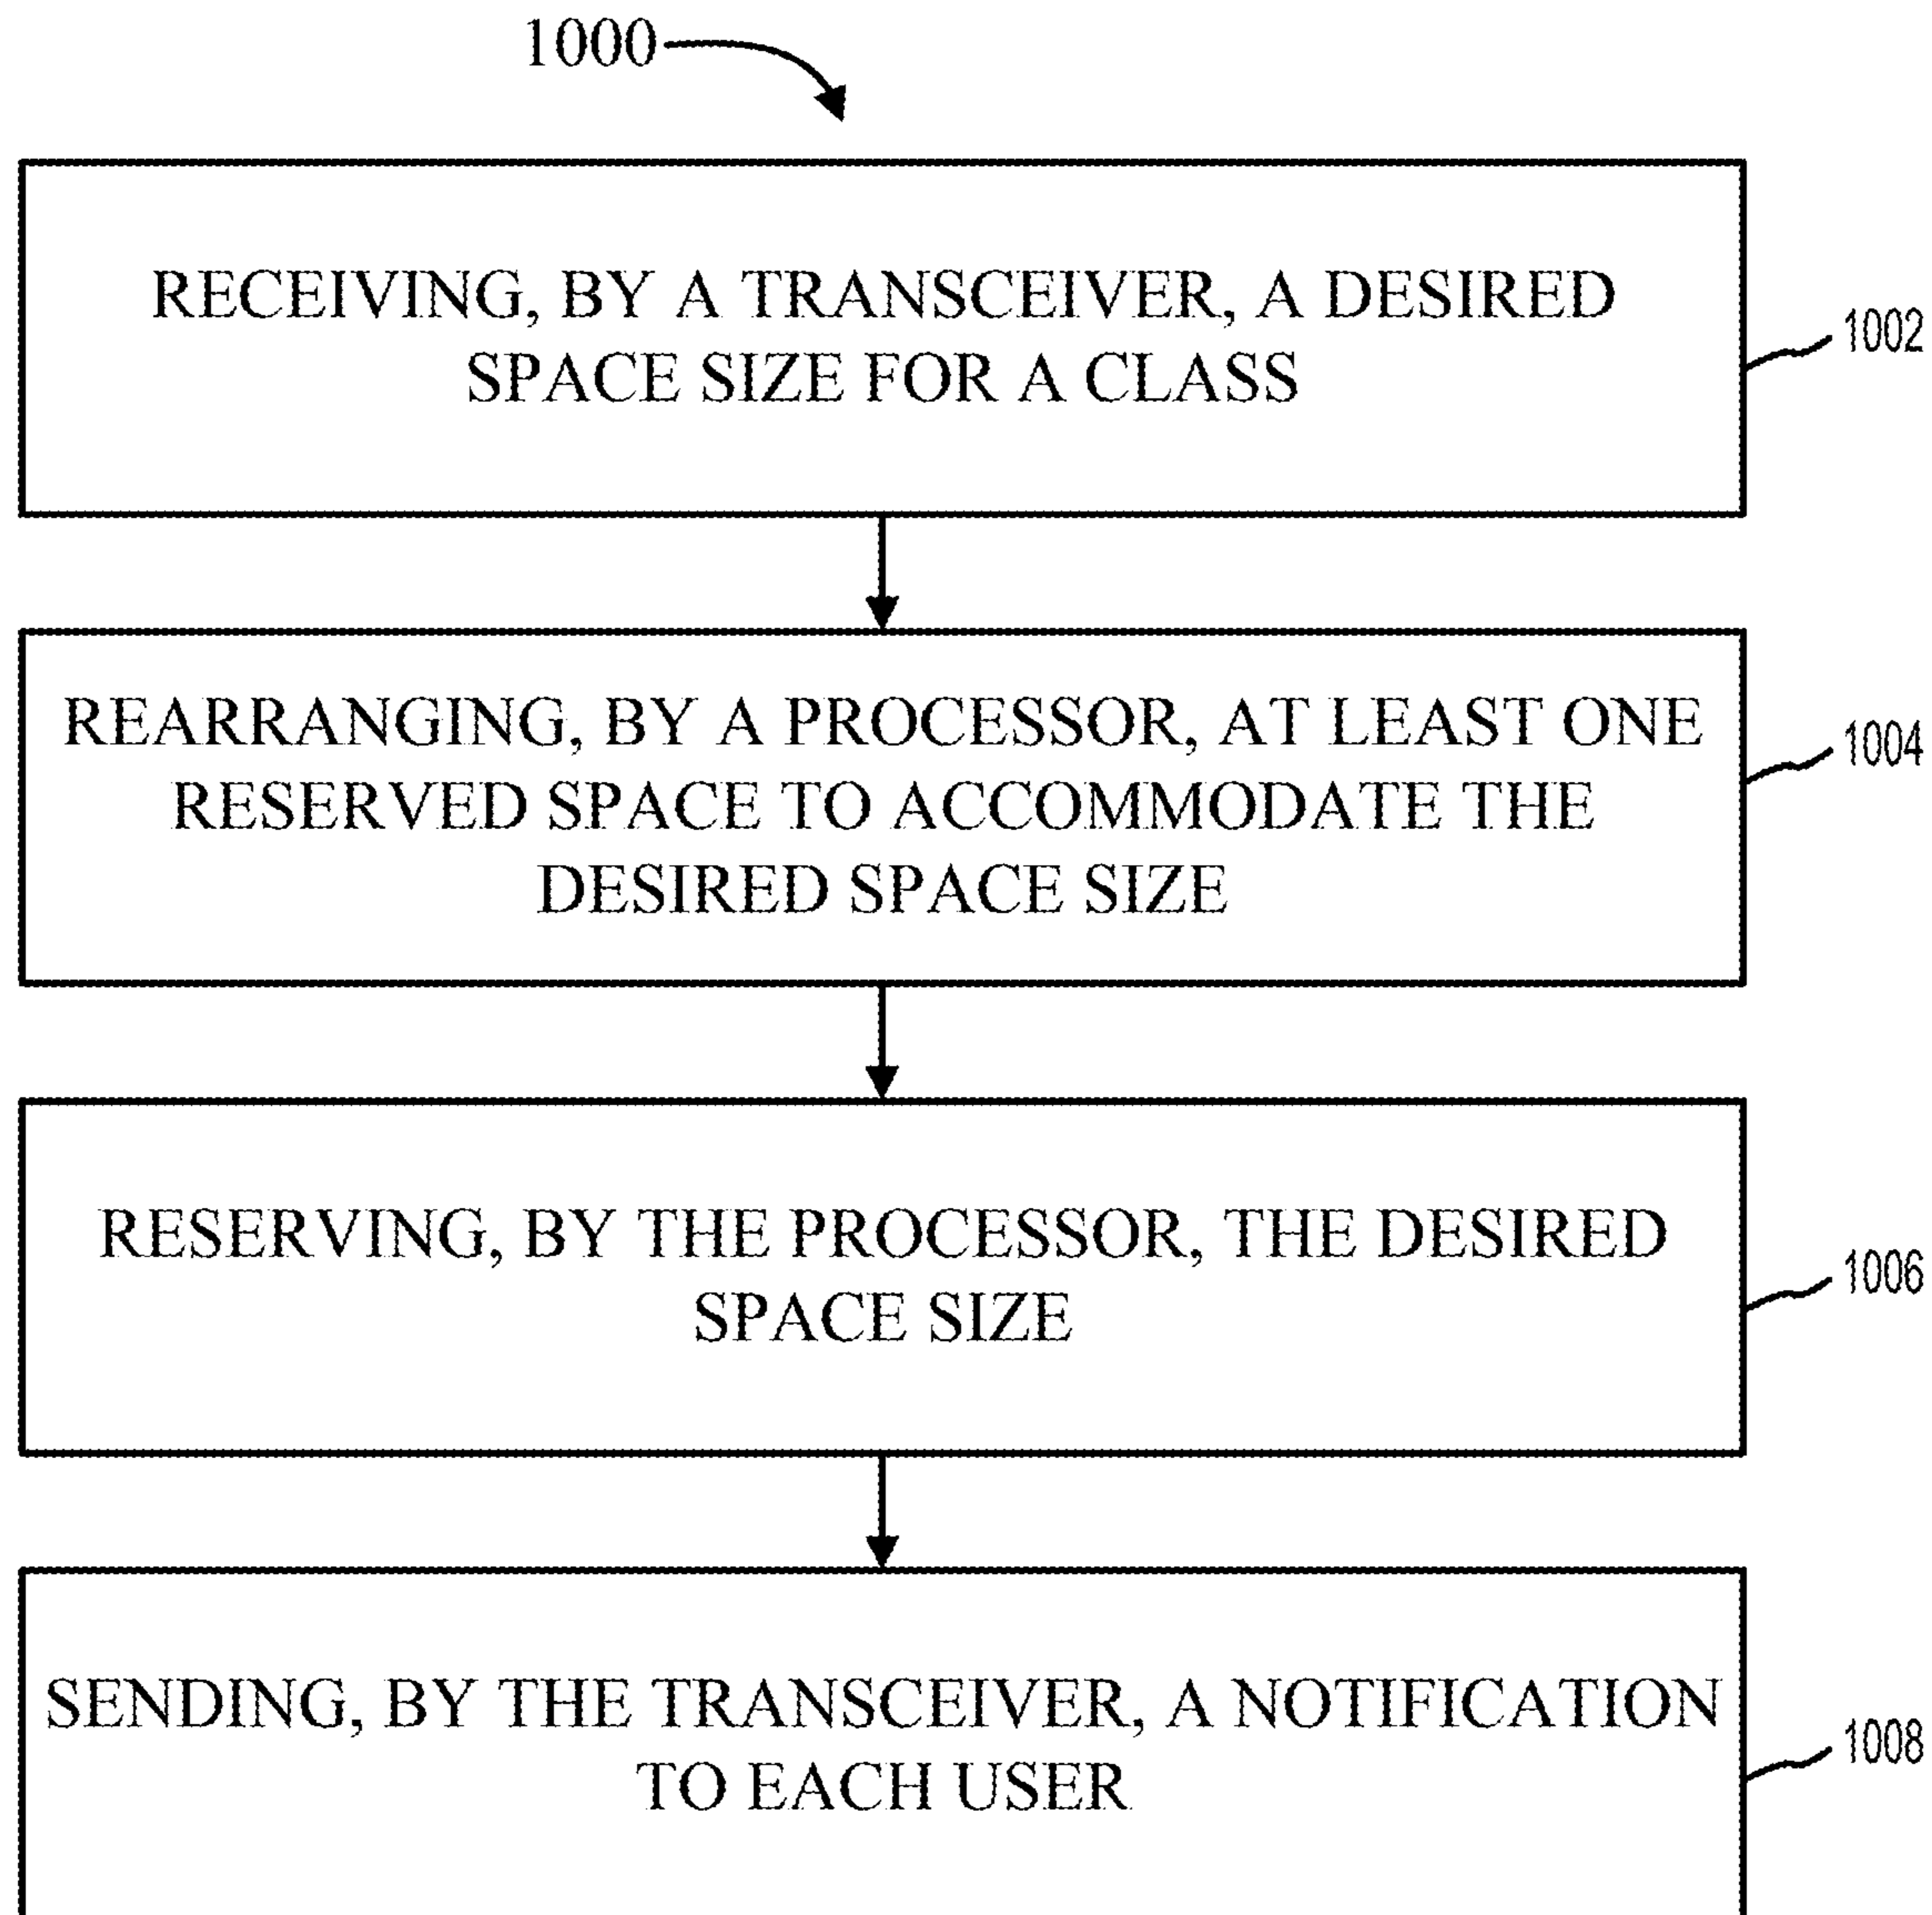 1000
RECEIVING, BY A TRANSCEIVER, A DESIRED
SPACE SIZE FOR A CLASS
1002
REARRANGING, BY A PROCESSOR, AT LEAST ONE
RESERVED SPACE TO ACCOMMODATE THE
DESIRED SPACE SIZE
1004
RESERVING, BY THE PROCESSOR, THE DESIRED
SPACE SIZE
1006
SENDING, BY THE TRANSCEIVER, A NOTIFICATION
TO EACH USER
1008